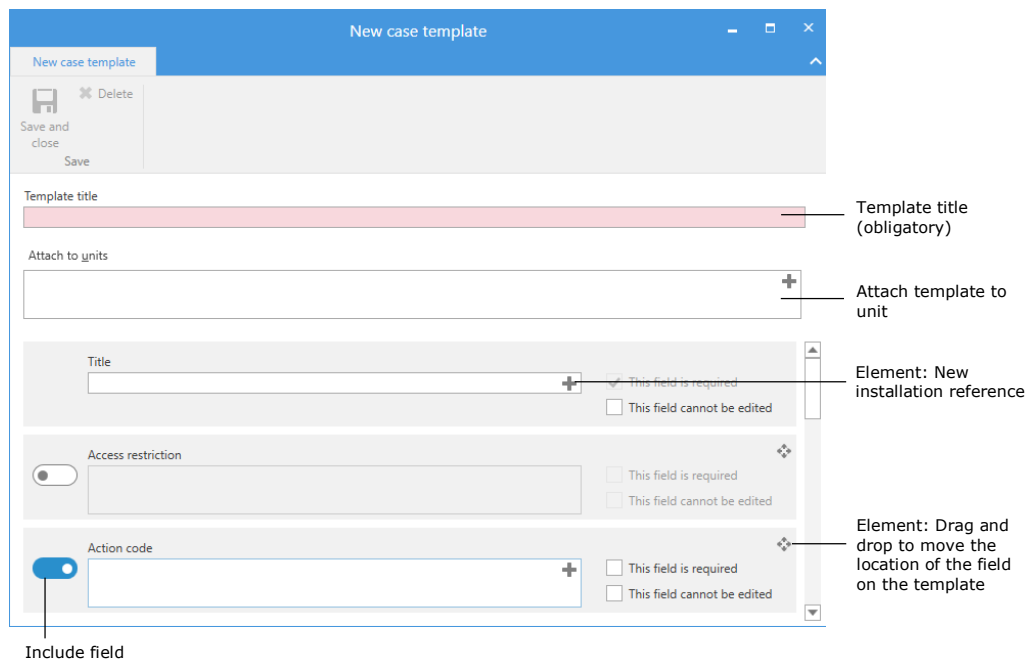 New case template
New case template
Delete
Save and
close
Save
Template title
Template title
(obligatory)
Attach to units
Attach template to
unit
Title
This field is required
Element: New
installation reference
This field cannot be edited
Access restriction
This field is required
This field cannot be edited
Action code
Element: Drag and
drop to move the
location of the field
on the template
This field is required
This field cannot be edited
Include field